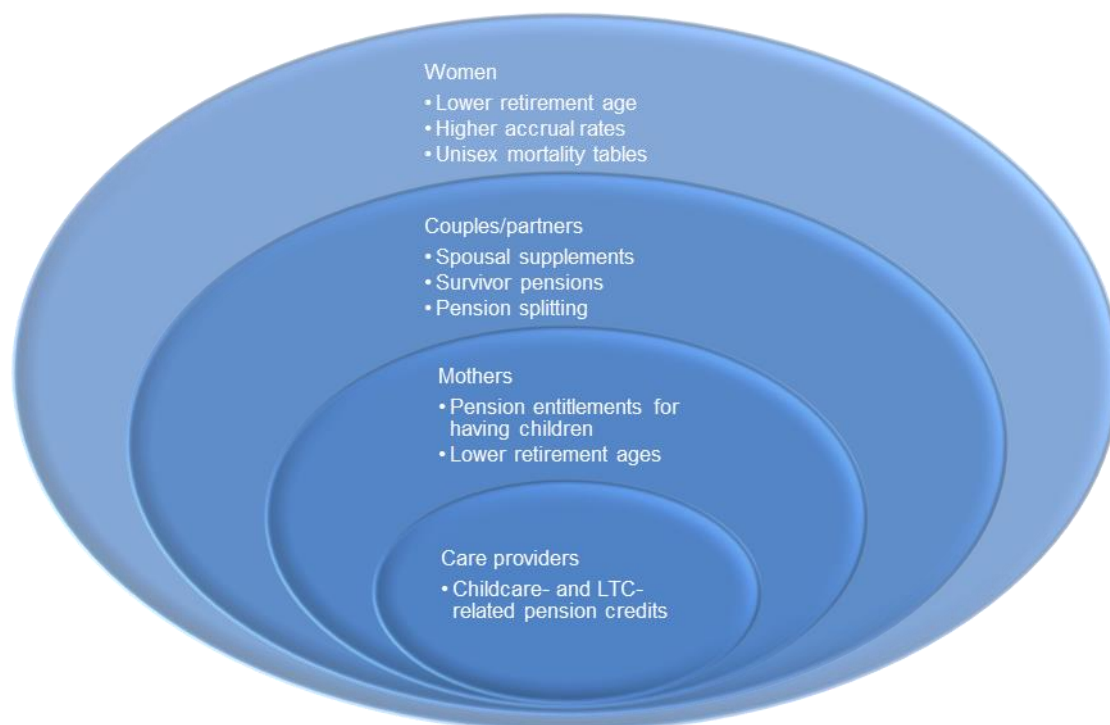 Women
• Lower retirement age
• Higher accrual rates
• Unisex mortality tables
Couples/partners
• Spousal supplements
• Survivor pensions
• Pension splitting
Mothers
• Pension entitlements for
having children
• Lower retirement ages
Care providers
• Childcare- and LTC-
related pension credits